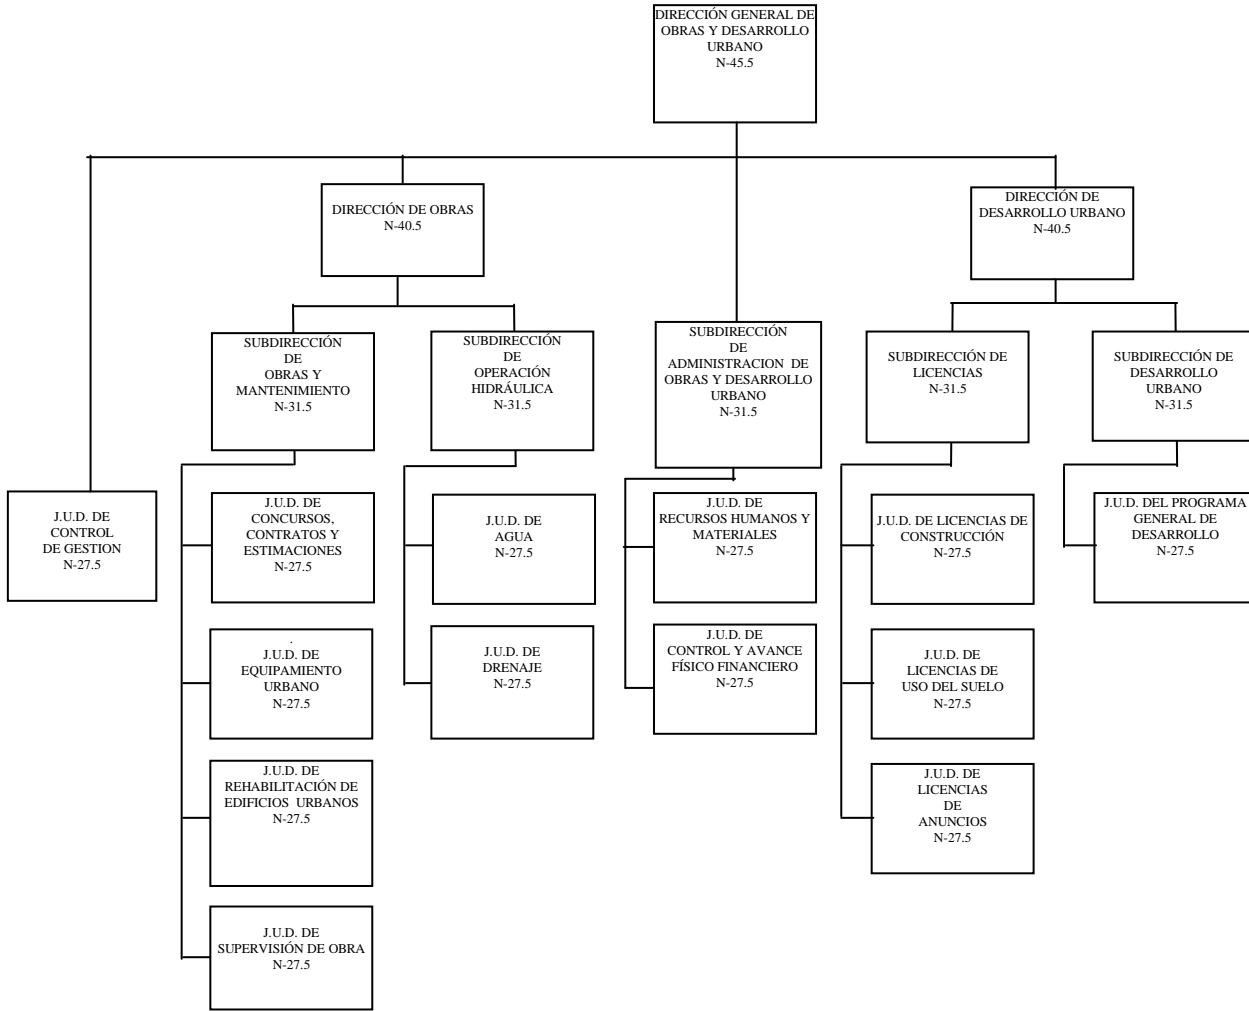 DIRECCIÓN GENERAL DE
OBRAS Y DESARROLLO
URBANO
N-45.5
DIRECCIÓN DE OBRAS
N-40.5
DIRECCIÓN DE
DESARROLLO URBANO
N-40.5
SUBDIRECCIÓN
DE
OBRAS Y
MANTENIMIENTO
N-31.5
SUBDIRECCIÓN
DE
OPERACIÓN
HIDRÁULICA
N-31.5
SUBDIRECCIÓN
DE
ADMINISTRACION DE
OBRAS Y DESARROLLO
URBANO
N-31.5
SUBDIRECCIÓN DE
LICENCIAS
N-31.5
SUBDIRECCIÓN DE
DESARROLLO
URBANO
N-31.5
J.U.D. DE
CONTROL
DE GESTION
N-27.5
J.U.D. DE
CONCURSOS,
CONTRATOS Y
ESTIMACIONES
N-27.5
J.U.D. DE
AGUA
N-27.5
J.U.D. DE
RECURSOS HUMANOS Y
MATERIALES
N-27.5
J.U.D. DE LICENCIAS DE
CONSTRUCCIÓN
N-27.5
J.U.D. DEL PROGRAMA
GENERAL DE
DESARROLLO
N-27.5
.
J.U.D. DE
EQUIPAMIENTO
URBANO
N-27.5
J.U.D. DE
DRENAJE
N-27.5
J.U.D. DE
CONTROL Y AVANCE
FÍSICO FINANCIERO
N-27.5
J.U.D. DE
LICENCIAS DE
USO DEL SUELO
N-27.5
J.U.D. DE
REHABILITACIÓN DE
EDIFICIOS URBANOS
N-27.5
J.U.D. DE
LICENCIAS
DE
ANUNCIOS
N-27.5
J.U.D. DE
SUPERVISIÓN DE OBRA
N-27.5